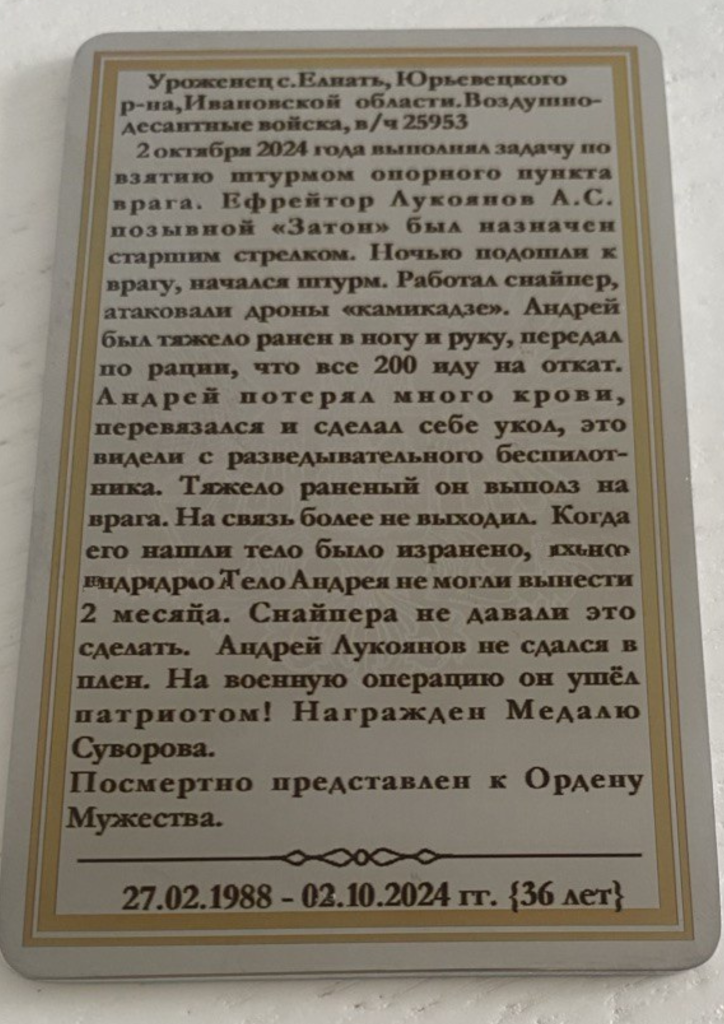 Уроженец с.Елнать, Юрьевецкого
р-на,Ивановской области.Воздушно-
десантные войска, в/ч 25953
2 октября 2024 года выполнял задачу по
взятию штурмом опорного пункта
врага. Ефрейтор Лукоянов А.С.
позывной «Затон» был назначен
старшим стрелком. Ночью подошли к
врагу, начался штурм. Работал снайпер,
атаковали дроны «камикадзе». Андрей
был тяжело ранен в ногу и руку, передал
по рации, что все 200 иду на откат.
Андрей потерял много крови,
перевязался и сделал себе укол, это
видели с разведывательного беспилот-
ника. Тяжело раненый он выполз на
врага. На связь более не выходил. Когда
его нашли тело было изранено,
Тело Андрея не могли вынести
2 месяца. Снайпера не давали это
сделать. Андрей Лукоянов не сдался в
плен. На военную операцию он ушёл
патриотом! Награжден Медалю
Суворова.
Посмертно представлен к Ордену
Мужества.
27.02.1988 - 02.10.2024 гг. {36 лет}